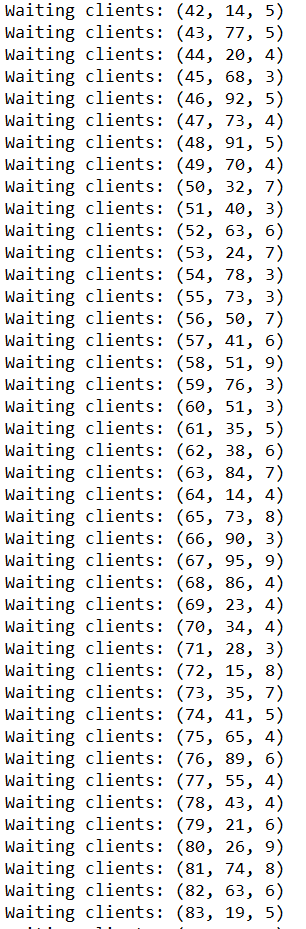 Waiting clients: (42, 14, 5)
Waiting clients: (43, 77, 5)
Waiting clients: (44, 20, 4)
Waiting clients: (45, 68, 3)
Waiting clients: (46, 92, 5)
Waiting clients: (47, 73, 4)
Waiting clients: (48, 91, 5)
Waiting clients: (49, 70, 4)
Waiting clients: (50, 32, 7)
Waiting clients: (51, 40, 3)
Waiting clients: (52, 63, 6)
Waiting clients: (53, 24, 7)
Waiting clients: (54, 78, 3)
Waiting clients: (55, 73, 3)
Waiting clients: (56, 50, 7)
Waiting clients: (57, 41, 6)
Waiting clients: (58, 51, 9)
Waiting clients: (59, 76, 3)
Waiting clients: (60, 51, 3)
Waiting clients: (61, 35, 5)
Waiting clients: (62, 38, 6)
Waiting clients: (63, 84, 7)
Waiting clients: (64, 14, 4)
Waiting clients: (65, 73, 8)
Waiting clients: (66, 90, 3)
Waiting clients: (67, 95, 9)
Waiting clients: (68, 86, 4)
Waiting clients: (69, 23, 4)
Waiting clients: (70, 34, 4)
Waiting clients: (71, 28, 3)
Waiting clients: (72, 15, 8)
Waiting clients: (73, 35, 7)
Waiting clients: (74, 41, 5)
Waiting clients: (75, 65, 4)
Waiting clients: (76, 89, 6)
Waiting clients: (77, 55, 4)
Waiting clients: (78, 43, 4)
Waiting clients: (79, 21, 6)
Waiting clients: (80, 26, 9)
Waiting clients: (81, 74, 8)
Waiting clients: (82, 63, 6)
Waiting clients: (83, 19, 5)